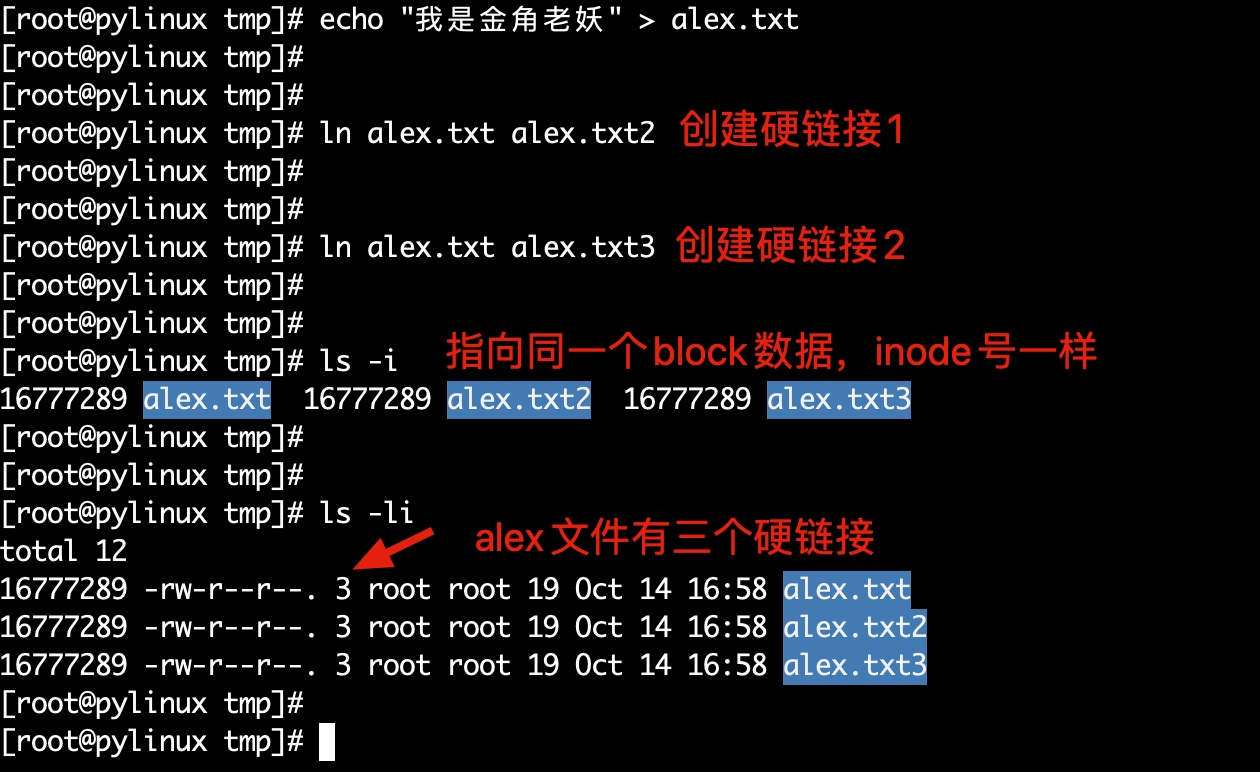 [root@pylinux tmp]# echo "我是金角老妖" > alex.txt
[root@pylinux tmp]#
[root@pylinux tmp]#
[root@pylinux tmp]# ln alex.txt alex.txt2 创建硬链接1
[root@pylinux tmp]#
[root@pylinux tmp]#
[root@pylinux tmp]# ln alex.txt alex.txt3 创建硬链接2
[root@pylinux tmp]#
[root@pylinux tmp]#
[root@pylinux tmp]# ls -i 指向同一个block数据，inode号一样
16777289 alex.txt  16777289 alex.txt2  16777289 alex.txt3
[root@pylinux tmp]#
[root@pylinux tmp]#
[root@pylinux tmp]# ls -li
alex文件有三个硬链接
total 12
16777289 -rw-r--r--. 3 root root 19 Oct 14 16:58 alex.txt
16777289 -rw-r--r--. 3 root root 19 Oct 14 16:58 alex.txt2
16777289 -rw-r--r--. 3 root root 19 Oct 14 16:58 alex.txt3
[root@pylinux tmp]#
[root@pylinux tmp]#